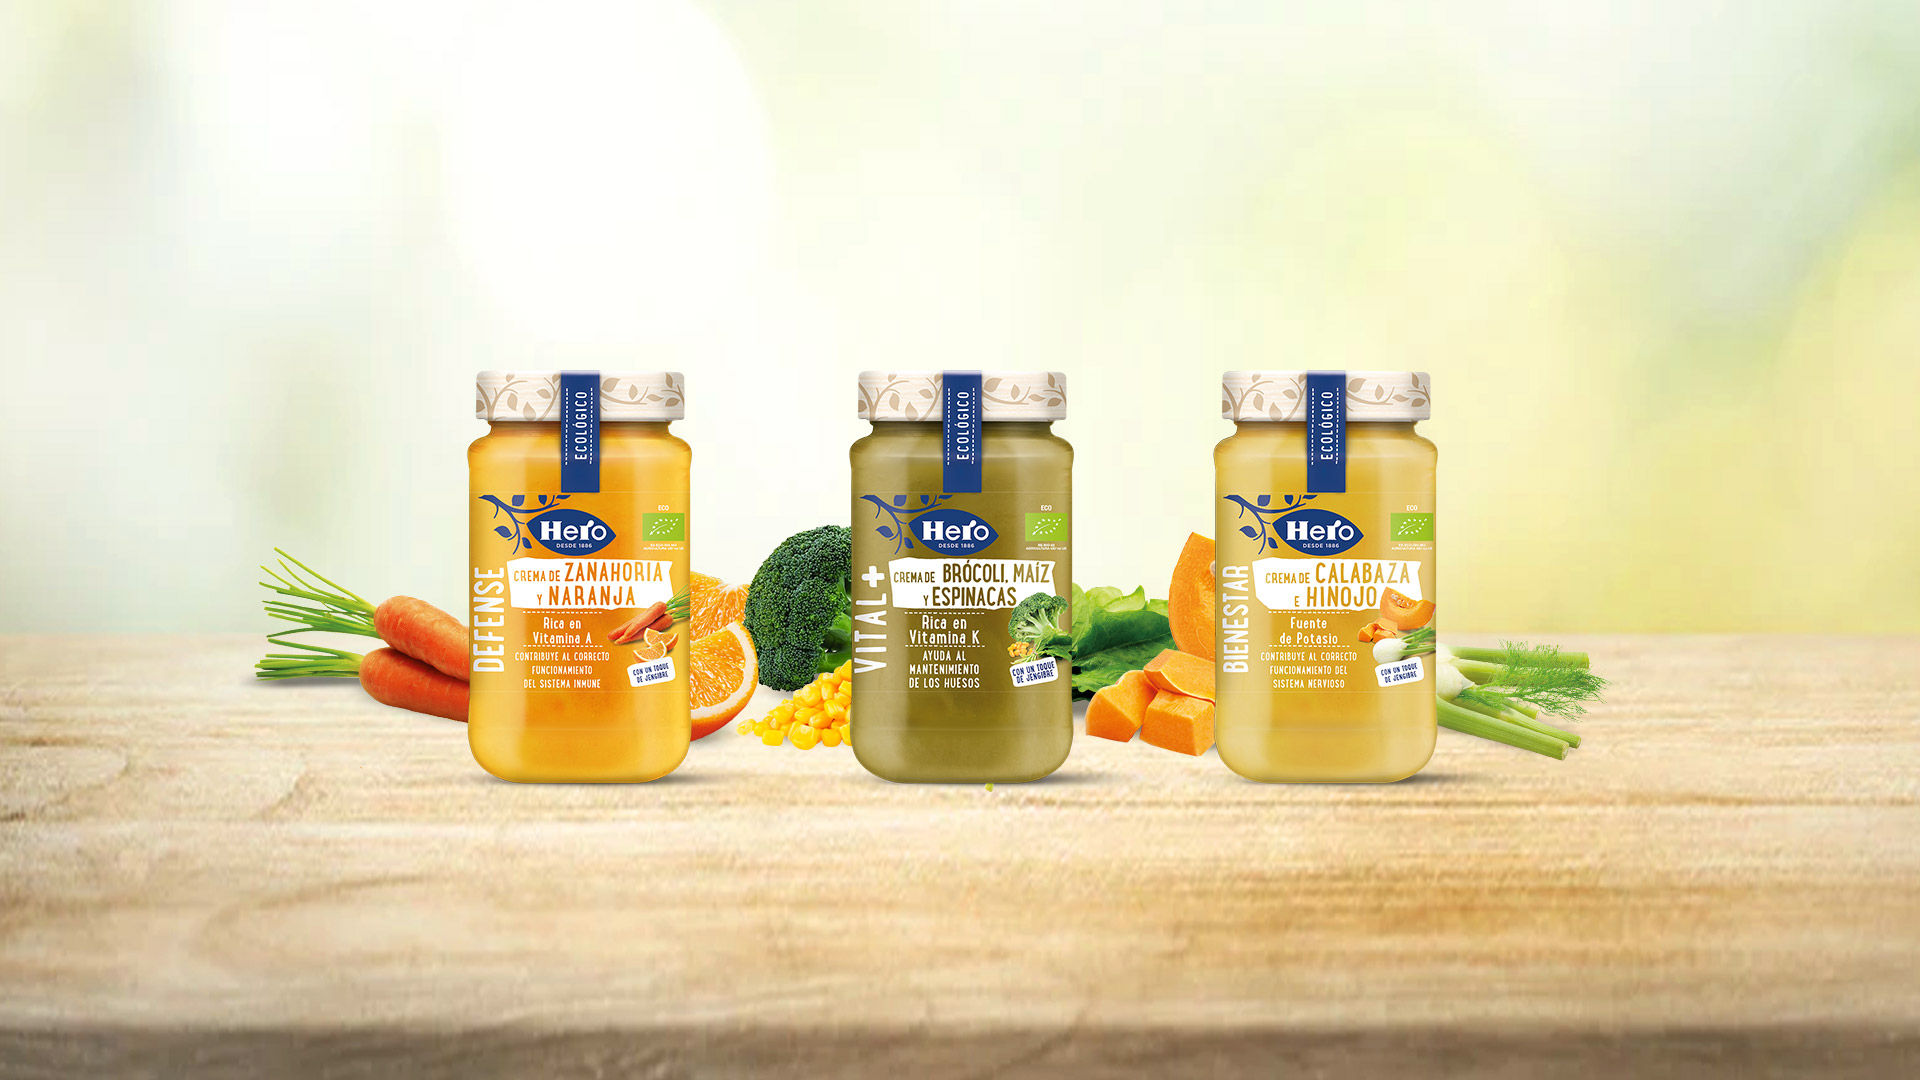 ECOLÓGICO
Hero
DESDE 1886
ECO
DEFENSE
CREMA DE ZANAHORIA
Y NARANJA
Rica en
Vitamina A
CONTRIBUYE AL CORRECTO
FUNCIONAMIENTO
DEL SISTEMA INMUNE
CON UN TOQUE
DE JENGIBRE
ECOLÓGICO
Hero
DESDE 1886
ECO
VITAL+
CREMA DE BRÓCOLI, MAÍZ
Y ESPINACAS
Rica en
Vitamina K
AYUDA AL
MANTENIMIENTO
DE LOS HUESOS
CON UN TOQUE
DE JENGIBRE
ECOLÓGICO
Hero
DESDE 1886
ECO
BIENESTAR
CREMA DE CALABAZA
E HINOJO
Fuente
de Potasio
CONTRIBUYE AL CORRECTO
FUNCIONAMIENTO DEL
SISTEMA NERVIOSO
CON UN TOQUE
DE JENGIBRE